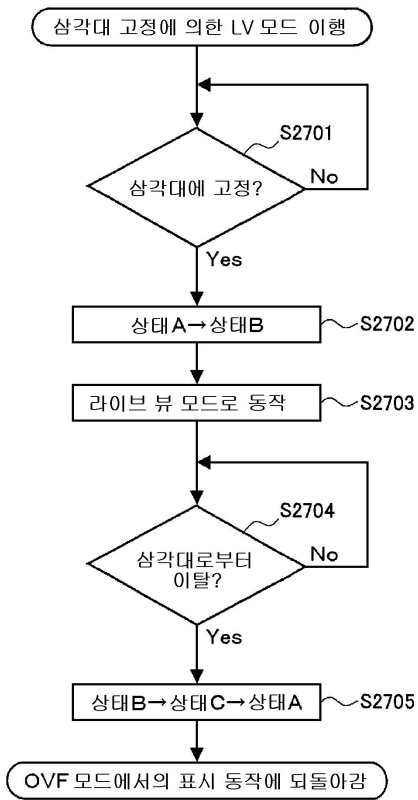 삼각대 고정에 의한 LV 모드 이행
S2701
삼각대에 고정?
No
Yes
상태A→상태B
S2702
라이브 뷰 모드로 동작
S2703
S2704
삼각대로부터
이탈?
No
Yes
상태B→상태C→상태A
S2705
OVF 모드에서의 표시 동작에 되돌아감